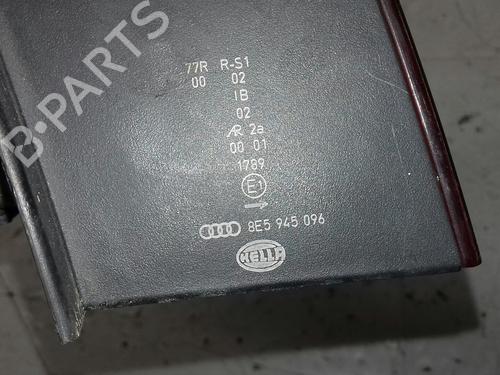 B-PARTS
77R R-S1
00 02
IB
02
AR 2a
00 01
1789
E1
8E5 945 096
HELLA